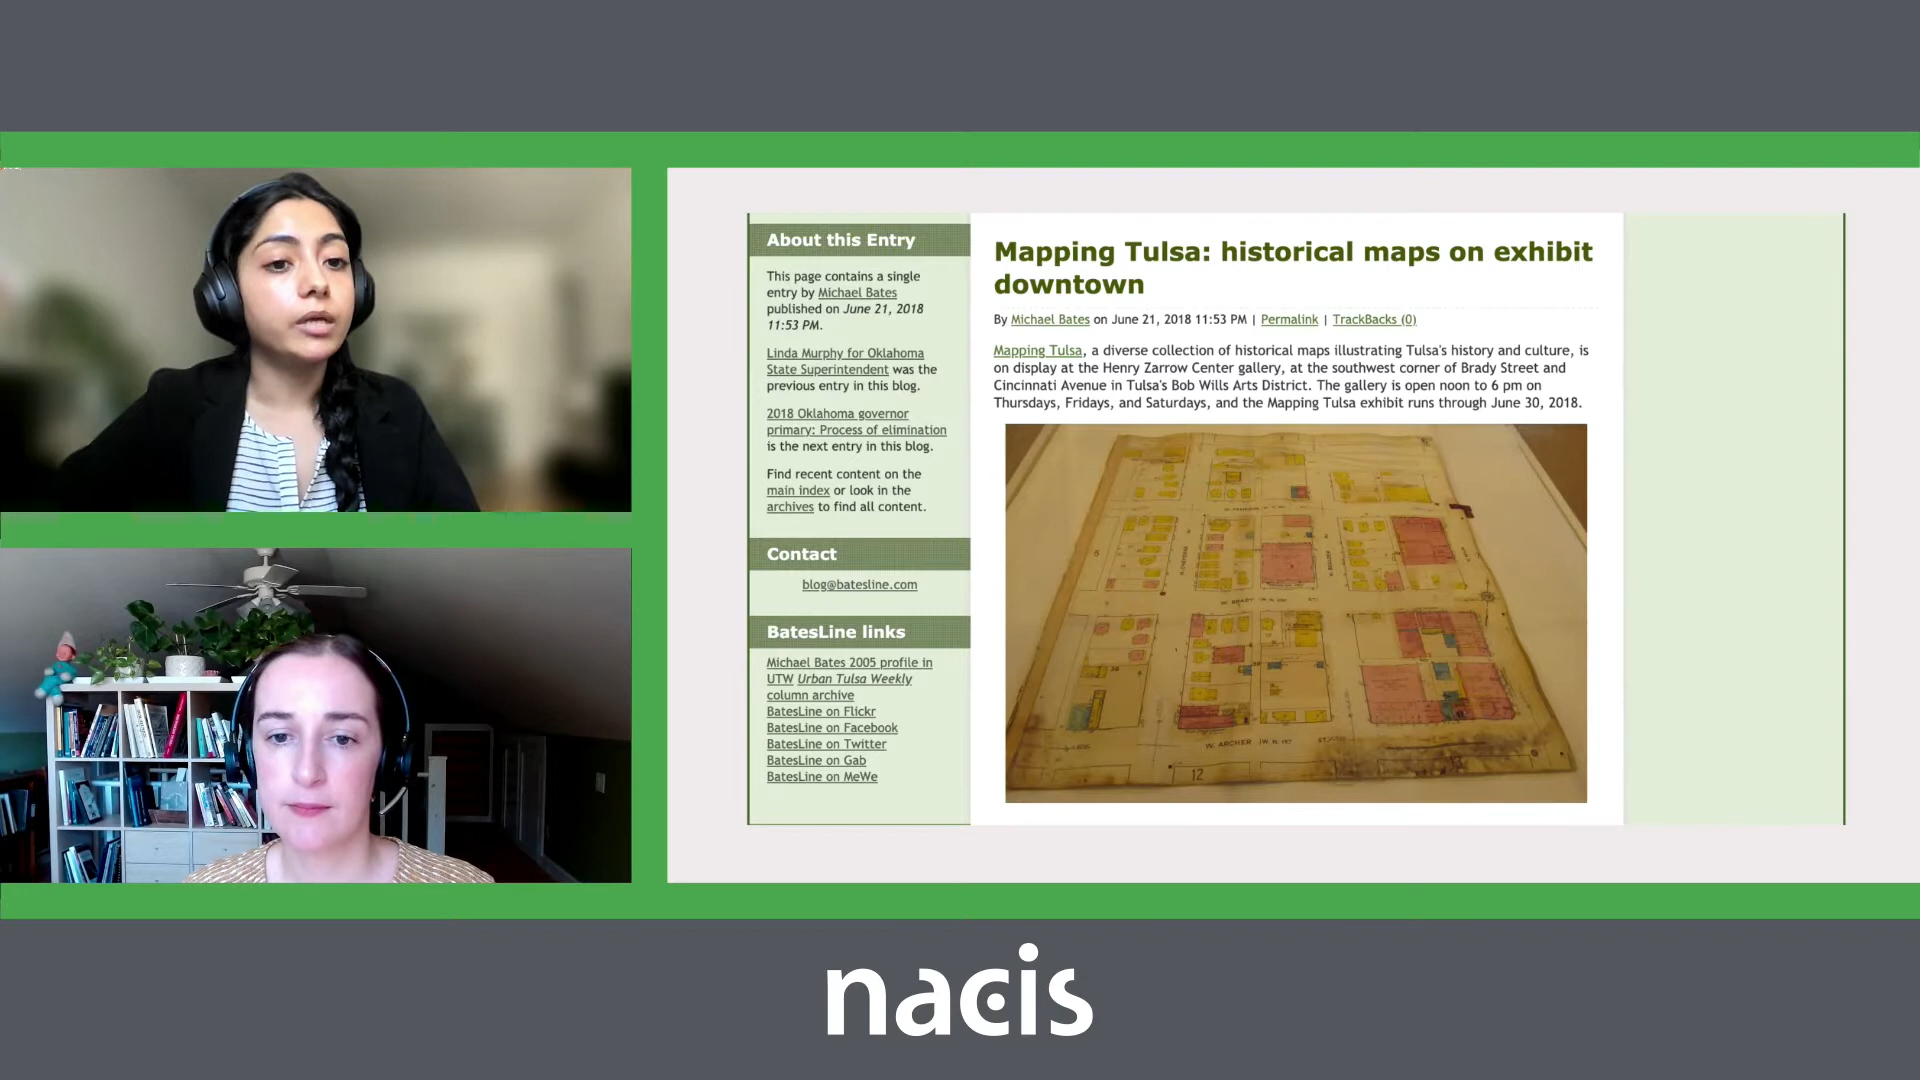 About this Entry
This page contains a single
entry by Michael Bates
published on June 21, 2018
11:53 PM.
Linda Murphy for Oklahoma
State Superintendent was the
previous entry in this blog.
2018 Oklahoma governor
primary: Process of elimination
is the next entry in this blog.
Find recent content on the
main index or look in the
archives to find all content.
Contact
blog@batesline.com
BatesLine links
Michael Bates 2005 profile in
UTW Urban Tulsa Weekly
column archive
BatesLine on Flickr
BatesLine on Facebook
BatesLine on Twitter
BatesLine on Gab
BatesLine on MeWe
Mapping Tulsa: historical maps on exhibit
downtown
By Michael Bates on June 21, 2018 11:53 PM | Permalink | TrackBacks (0)
Mapping Tulsa, a diverse collection of historical maps illustrating Tulsa's history and culture, is
on display at the Henry Zarrow Center gallery, at the southwest corner of Brady Street and
Cincinnati Avenue in Tulsa's Bob Wills Arts District. The gallery is open noon to 6 pm on
Thursdays, Fridays, and Saturdays, and the Mapping Tulsa exhibit runs through June 30, 2018.
W. BRADY
W. ARCHER
12
nacis